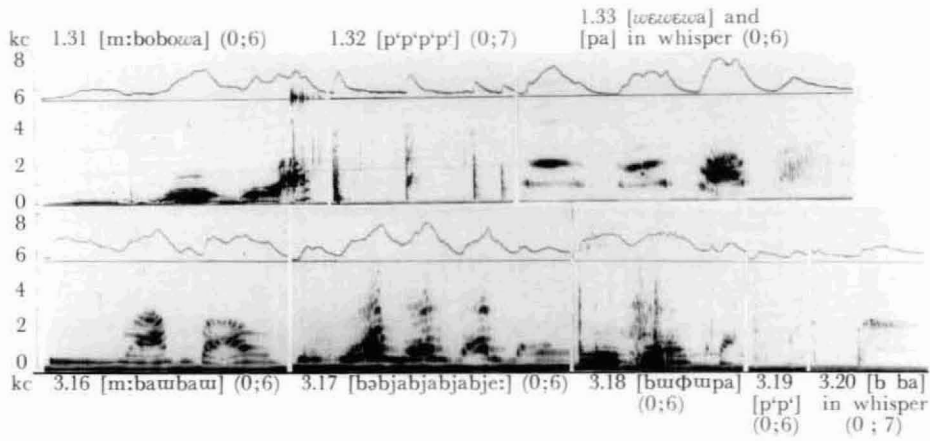 1.33 [wɛwɛwa] and
kc 1.31 [m:bobowa] (0;6) 1.32 [p‘p‘p‘p‘] (0;7) [pa] in whisper (0;6)
8
6
4
2
0
8
6
4
2
0
kc 3.16 [m:baɯbaɯ] (0;6) 3.17 [bəbjabjabjabje:] (0;6) 3.18 [bɯɸɯpa] 3.19 3.20 [b ba]
(0;6) [p‘p‘] in whisper
(0;6) (0 ; 7)